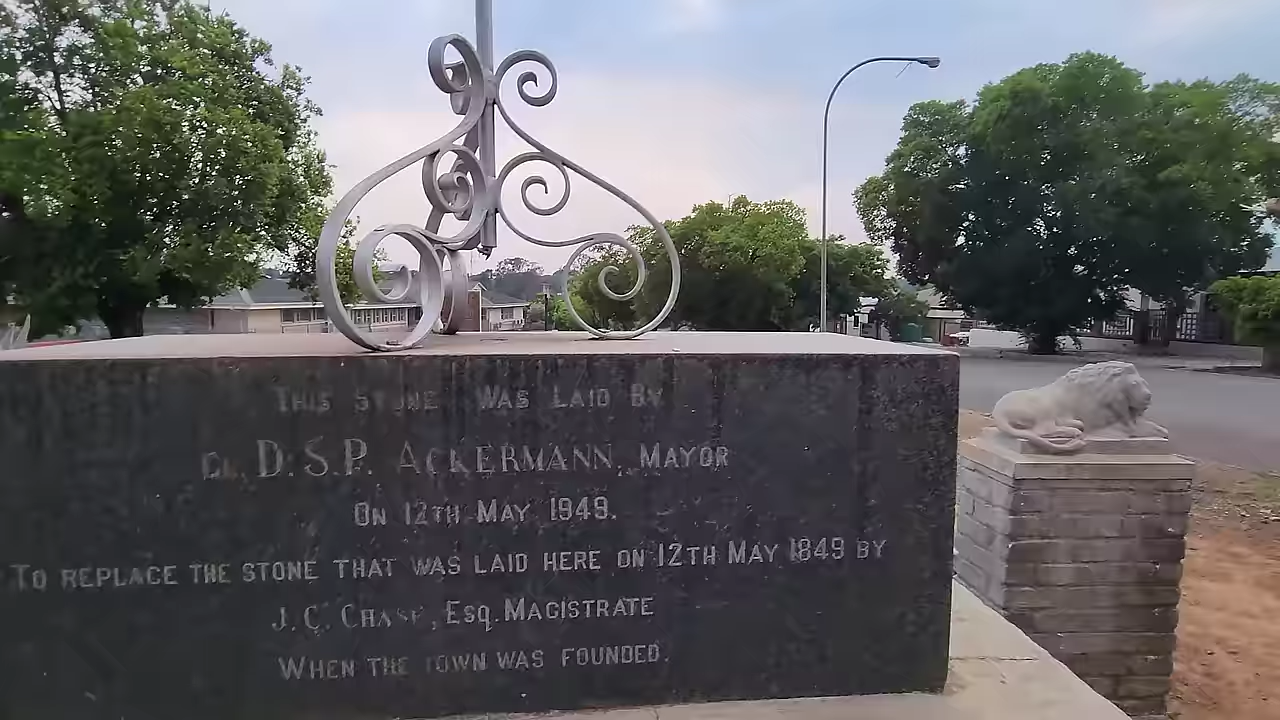 THIS STONE WAS LAID BY
CR. D.S.P. ACKERMANN, MAYOR
ON 12TH MAY 1949.
TO REPLACE THE STONE THAT WAS LAID HERE ON 12TH MAY 1849 BY
J.C. CHASE, ESQ. MAGISTRATE
WHEN THE TOWN WAS FOUNDED.